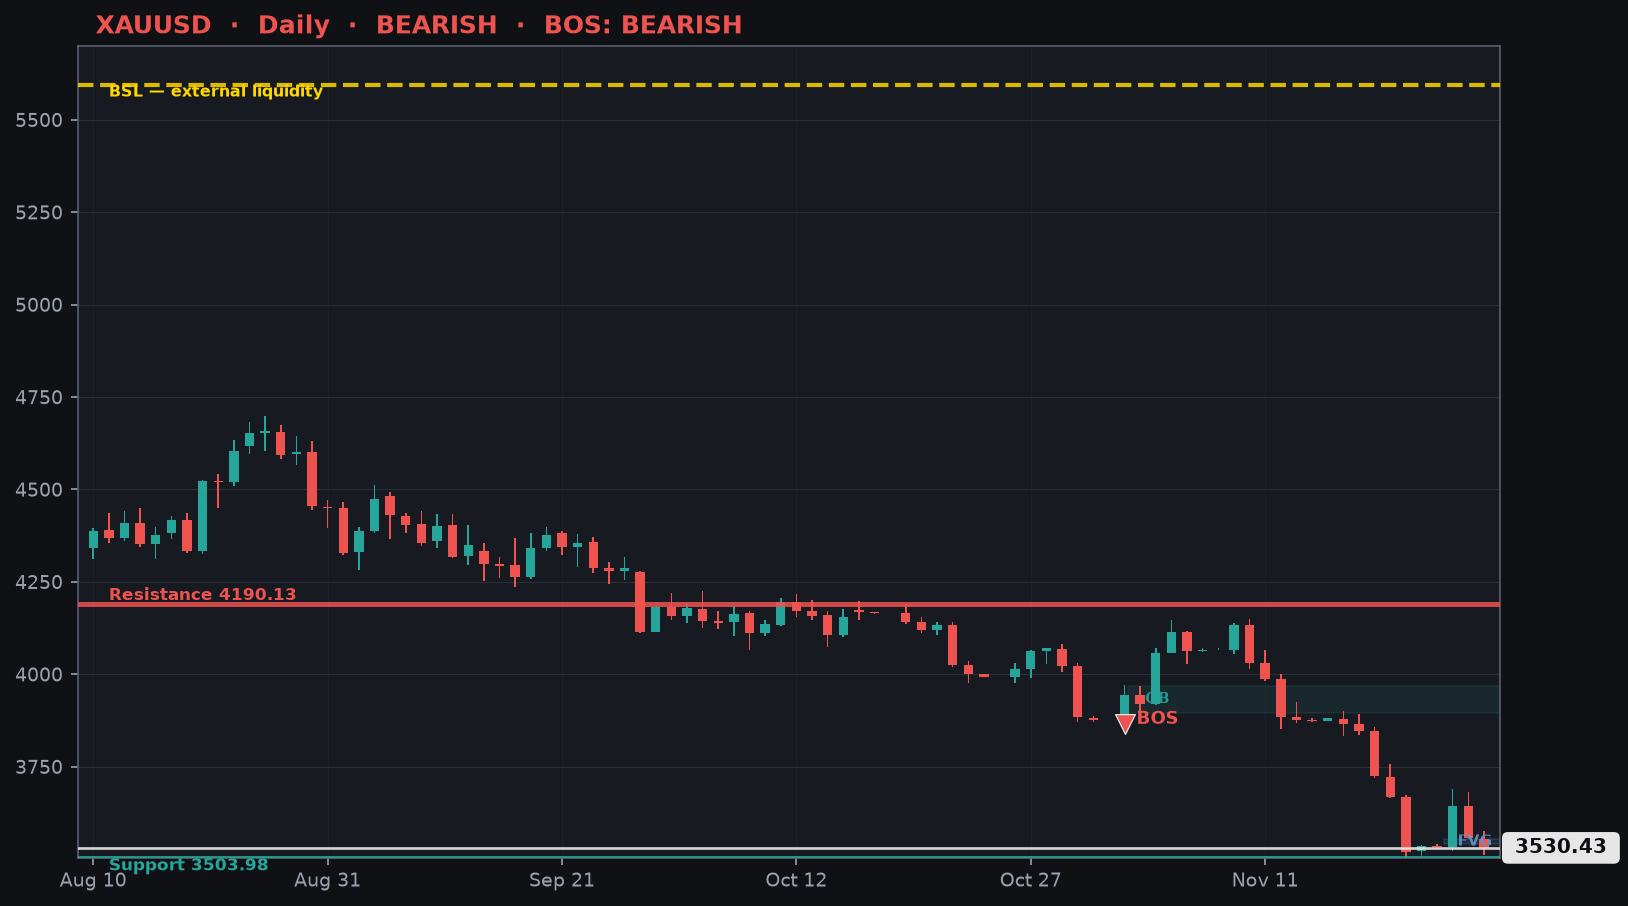 XAUUSD · Daily · BEARISH · BOS: BEARISH
BSL — external liquidity
5500
5250
5000
4750
4500
4250
Resistance 4190.13
4000
OB
BOS
3750
FVG
3530.43
Support 3503.98
Aug 10
Aug 31
Sep 21
Oct 12
Oct 27
Nov 11